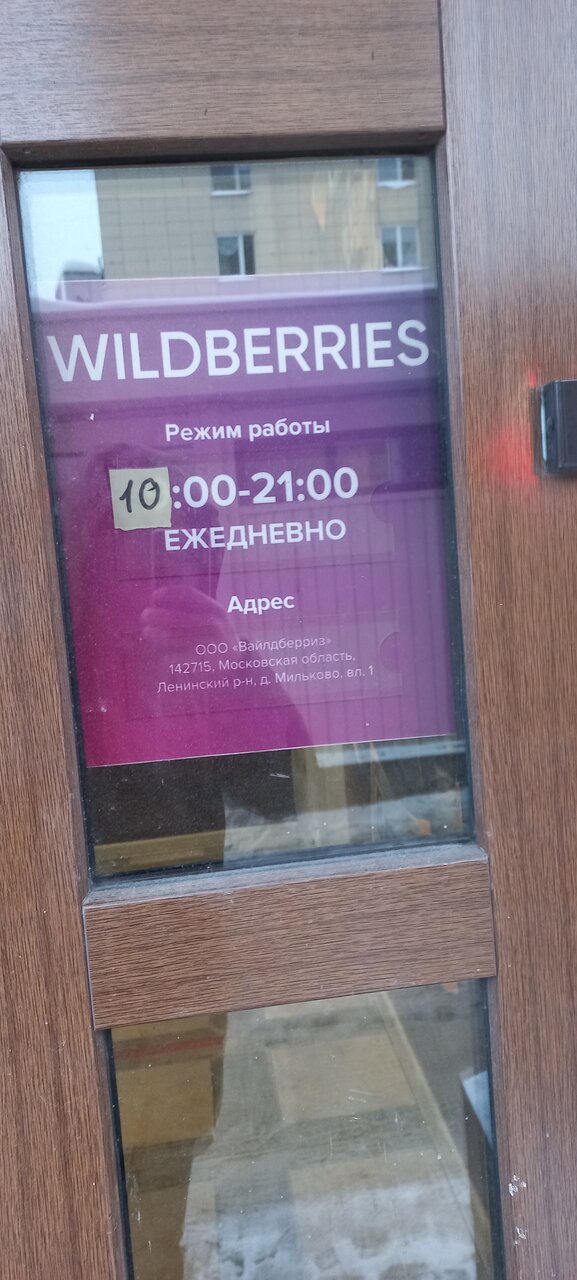 WILDBERRIES
Режим работы
10:00-21:00
ЕЖЕДНЕВНО
Адрес
ООО «Вайлдберриз»
142715, Московская область,
Ленинский р-н, д. Мильково, вл. 1